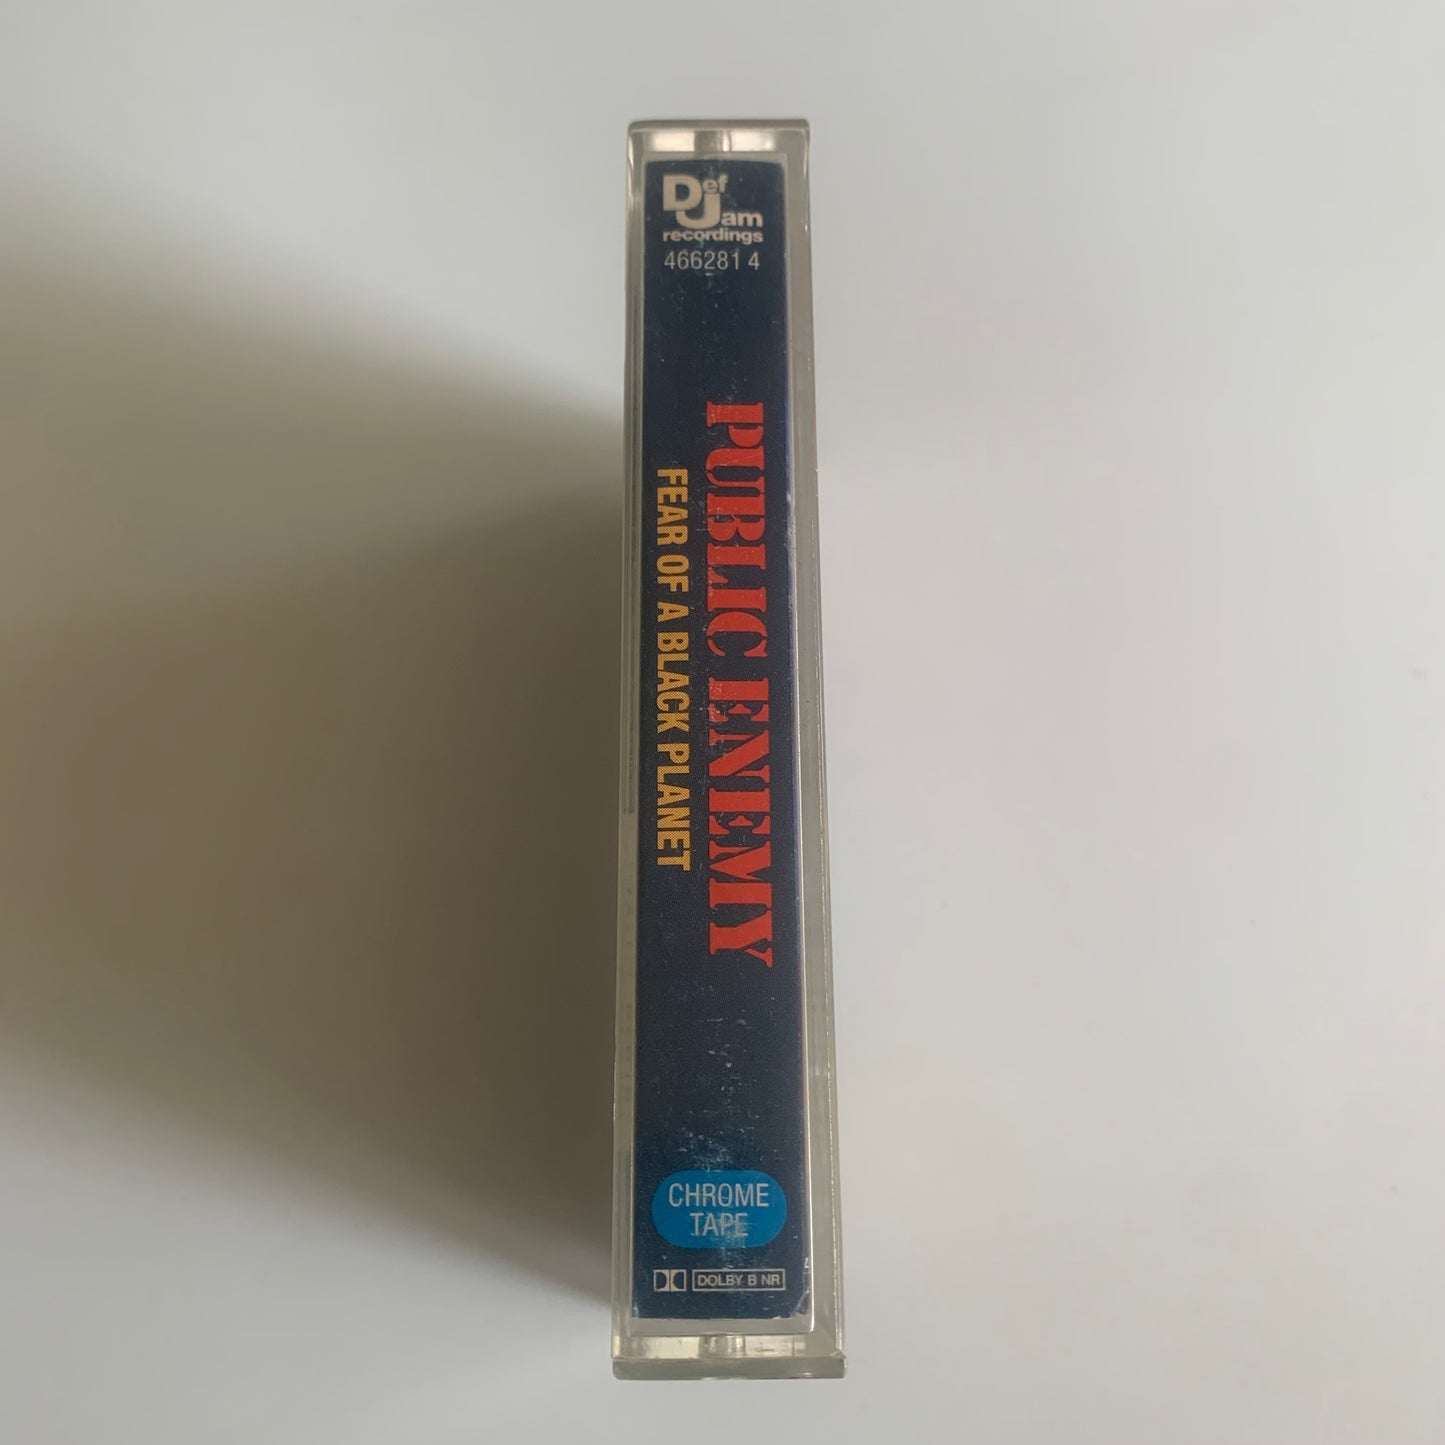 Def
Jam
recordings
466281 4
PUBLIC ENEMY
FEAR OF A BLACK PLANET
CHROME
TAPE
DOLBY B NR